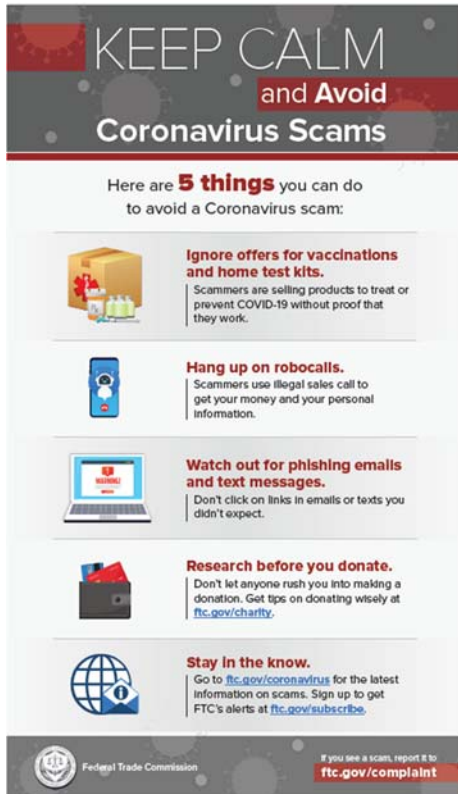 KEEP CALM
and Avoid
Coronavirus Scams
Here are 5 things you can do
to avoid a Coronavirus scam:
Ignore offers for vaccinations
and home test kits.
Scammers are selling products to treat or
prevent COVID-19 without proof that
they work.
Hang up on robocalls.
Scammers use illegal sales call to
get your money and your personal
information.
WARNING!
Watch out for phishing emails
and text messages.
Don't click on links in emails or texts you
didn't expect.
Research before you donate.
Don't let anyone rush you into making a
donation. Get tips on donating wisely at
ftc.gov/charity.
Stay in the know.
Go to ftc.gov/coronavirus for the latest
information on scams. Sign up to get
FTC's alerts at ftc.gov/subscribe.
Federal Trade Commission
If you see a scam, report it to
ftc.gov/complaint